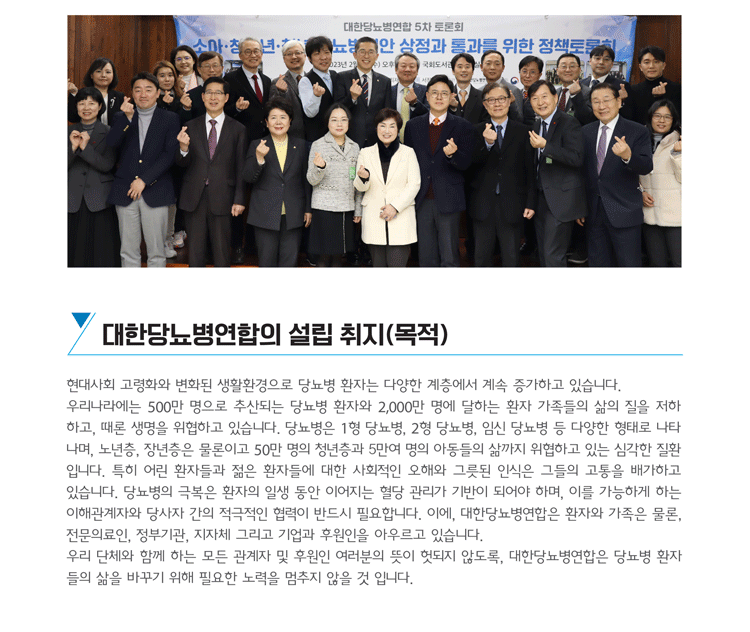 대한당뇨병연합 5차 토론회
상정과 통과를 위한 정책토론회
국회도서관
대한당뇨병연합의 설립 취지(목적)
현대사회 고령화와 변화된 생활환경으로 당뇨병 환자는 다양한 계층에서 계속 증가하고 있습니다.
우리나라에는 500만 명으로 추산되는 당뇨병 환자와 2,000만 명에 달하는 환자 가족들의 삶의 질을 저하
하고, 때론 생명을 위협하고 있습니다. 당뇨병은 1형 당뇨병, 2형 당뇨병, 임신 당뇨병 등 다양한 형태로 나타
나며, 노년층, 장년층은 물론이고 50만 명의 청년층과 5만여 명의 아동들의 삶까지 위협하고 있는 심각한 질환
입니다. 특히 어린 환자들과 젊은 환자들에 대한 사회적인 오해와 그릇된 인식은 그들의 고통을 배가하고
있습니다. 당뇨병의 극복은 환자의 일생 동안 이어지는 혈당 관리가 기반이 되어야 하며, 이를 가능하게 하는
이해관계자와 당사자 간의 적극적인 협력이 반드시 필요합니다. 이에, 대한당뇨병연합은 환자와 가족은 물론,
전문의료인, 정부기관, 지자체 그리고 기업과 후원인을 아우르고 있습니다.
우리 단체와 함께 하는 모든 관계자 및 후원인 여러분의 뜻이 헛되지 않도록, 대한당뇨병연합은 당뇨병 환자
들의 삶을 바꾸기 위해 필요한 노력을 멈추지 않을 것 입니다.